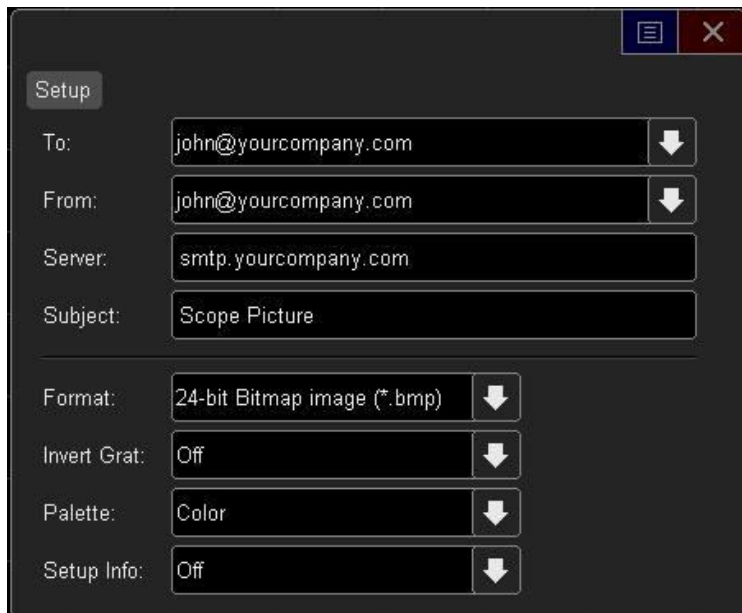 Setup
To: john@yourcompany.com
From: john@yourcompany.com
Server: smtp.yourcompany.com
Subject: Scope Picture
Format: 24-bit Bitmap image (*.bmp)
Invert Grat: Off
Palette: Color
Setup Info: Off